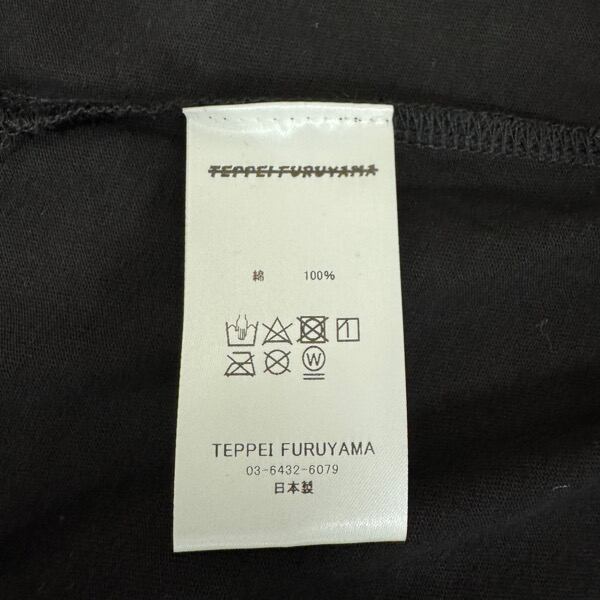 TEPPEI FURUYAMA
綿 100%
W
TEPPEI FURUYAMA
03-6432-6079
日本製